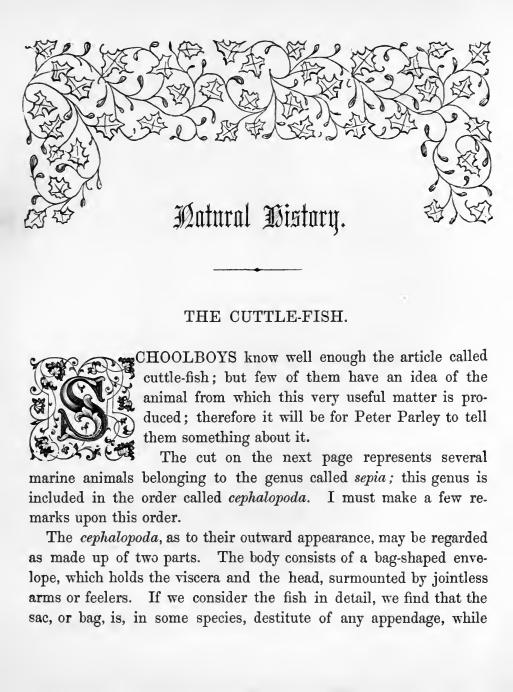 Natural History.
THE CUTTLE-FISH.
SCHOOLBOYS know well enough the article called
cuttle-fish; but few of them have an idea of the
animal from which this very useful matter is pro-
duced; therefore it will be for Peter Parley to tell
them something about it.
The cut on the next page represents several
marine animals belonging to the genus called sepia; this genus is
included in the order called cephalopoda. I must make a few re-
marks upon this order.
The cephalopoda, as to their outward appearance, may be regarded
as made up of two parts. The body consists of a bag-shaped enve-
lope, which holds the viscera and the head, surmounted by jointless
arms or feelers. If we consider the fish in detail, we find that the
sac, or bag, is, in some species, destitute of any appendage, while